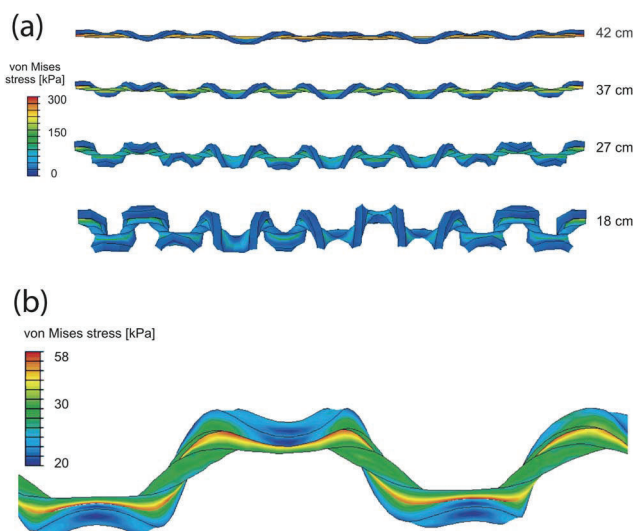 (a)
42 cm
von Mises
stress [kPa]
300
150
0
37 cm
27 cm
18 cm
(b)
von Mises stress [kPa]
58
30
20